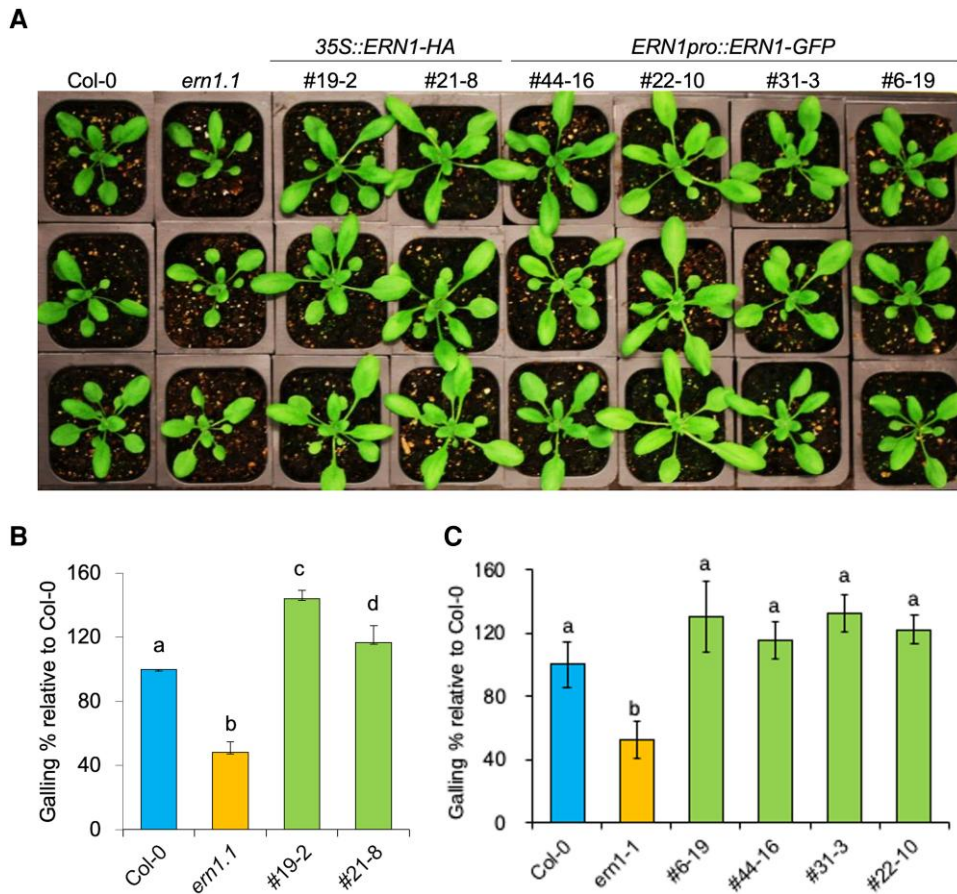 A
35S::ERN1-HA ERN1pro::ERN1-GFP
Col-0 ern1.1 #19-2 #21-8 #44-16 #22-10 #31-3 #6-19
B
Galling % relative to Col-0
160
120
80
40
0
a
b
c
d
Col-0
ern1.1
#19-2
#21-8
C
Galling % relative to Col-0
160
120
80
40
0
a
b
a
a
a
a
Col-0
ern1-1
#6-19
#44-16
#31-3
#22-10